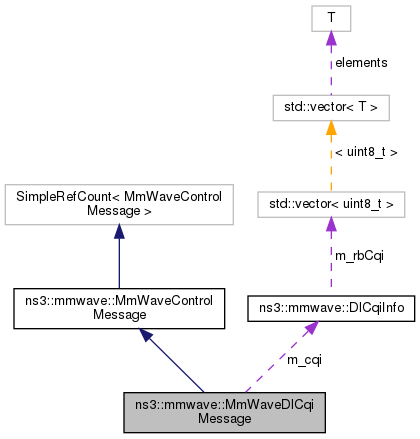 T
elements
std::vector< T >
< uint8_t >
SimpleRefCount< MmWaveControl
Message >
std::vector< uint8_t >
m_rbCqi
ns3::mmwave::MmWaveControl
Message
ns3::mmwave::DlCqiInfo
m_cqi
ns3::mmwave::MmWaveDlCqi
Message